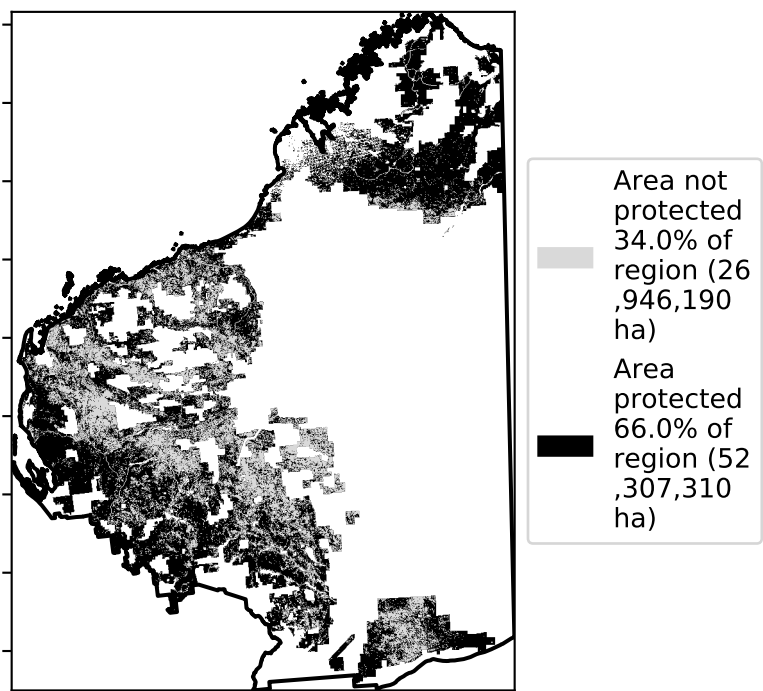 Area not
protected
34.0% of
region (26
,946,190
ha)
Area
protected
66.0% of
region (52
,307,310
ha)